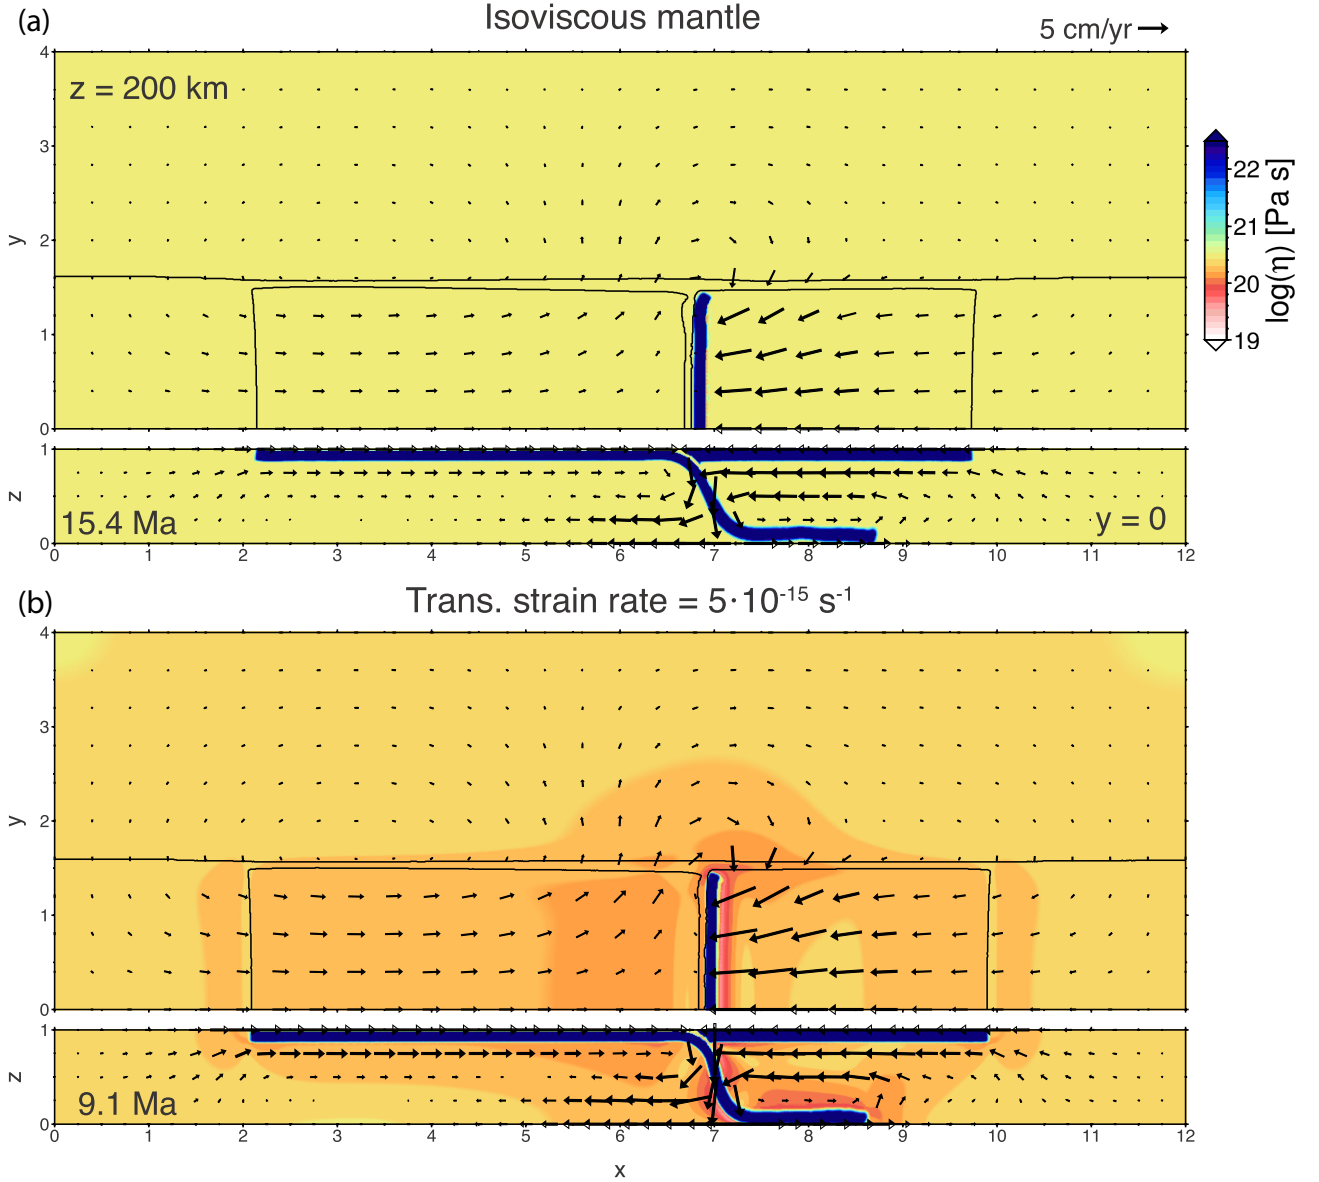 (a)
Isoviscous mantle
5 cm/yr
4
z = 200 km
3
2
y
1
0
22
21
20
19
log(η) [Pa s]
1
z
0
15.4 Ma
y = 0
0 1 2 3 4 5 6 7 8 9 10 11 12
(b)
Trans. strain rate = 5·10⁻¹⁵ s⁻¹
4
3
2
y
1
0
1
z
0
9.1 Ma
0 1 2 3 4 5 6 7 8 9 10 11 12
x